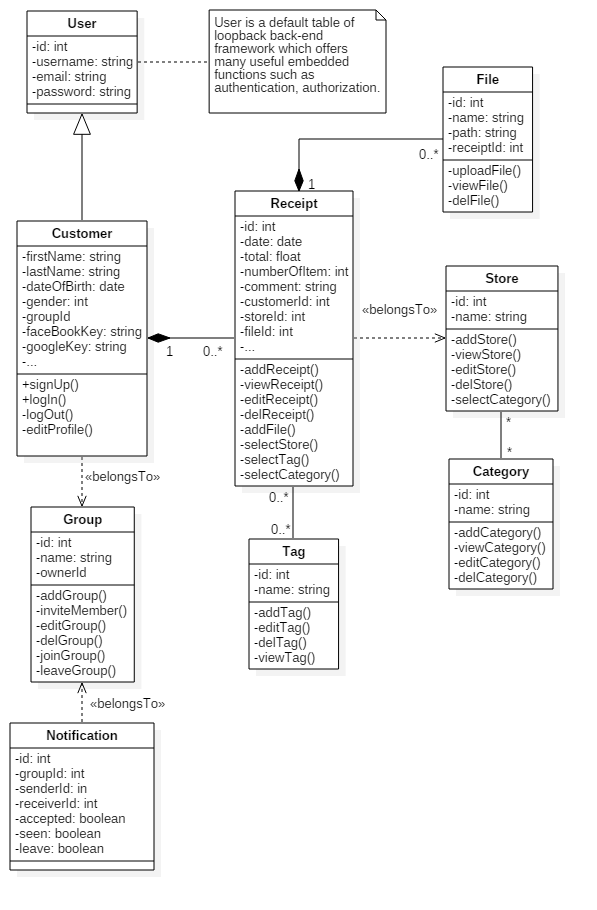 User
-id: int
-username: string
-email: string
-password: string
User is a default table of
loopback back-end
framework which offers
many useful embedded
functions such as
authentication, authorization.
File
-id: int
-name: string
-path: string
-receiptId: int
-uploadFile()
-viewFile()
-delFile()
0..*
1
Receipt
-id: int
-date: date
-total: float
-numberOfItem: int
-comment: string
-customerId: int
-storeId: int
-fileId: int
-...
-addReceipt()
-viewReceipt()
-editReceipt()
-delReceipt()
-addFile()
-selectStore()
-selectTag()
-selectCategory()
Customer
-firstName: string
-lastName: string
-dateOfBirth: date
-gender: int
-groupId
-faceBookKey: string
-googleKey: string
-...
+signUp()
+logIn()
-logOut()
-editProfile()
1
0..*
«belongsTo»
Store
-id: int
-name: string
-addStore()
-viewStore()
-editStore()
-delStore()
-selectCategory()
*
*
Category
-id: int
-name: string
-addCategory()
-viewCategory()
-editCategory()
-delCategory()
«belongsTo»
Group
-id: int
-name: string
-ownerId
-addGroup()
-inviteMember()
-editGroup()
-delGroup()
-joinGroup()
-leaveGroup()
0..*
0..*
Tag
-id: int
-name: string
-addTag()
-editTag()
-delTag()
-viewTag()
«belongsTo»
Notification
-id: int
-groupId: int
-senderId: in
-receiverId: int
-accepted: boolean
-seen: boolean
-leave: boolean